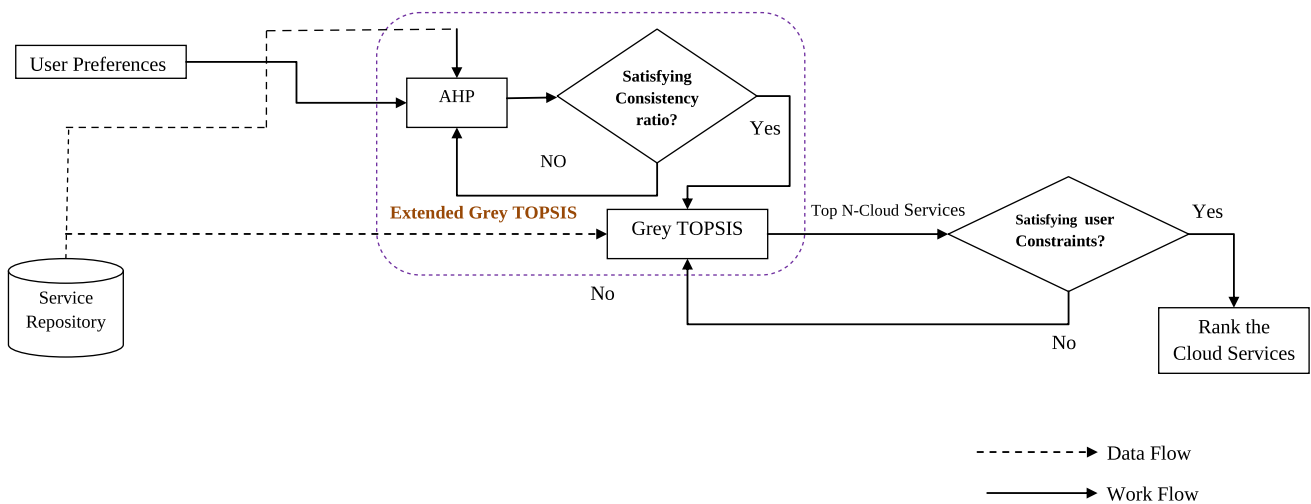 User Preferences
AHP
Satisfying
Consistency
ratio?
Yes
NO
Extended Grey TOPSIS
Grey TOPSIS
Top N-Cloud Services
Satisfying user
Constraints?
Yes
No
No
Service
Repository
Rank the
Cloud Services
Data Flow
Work Flow